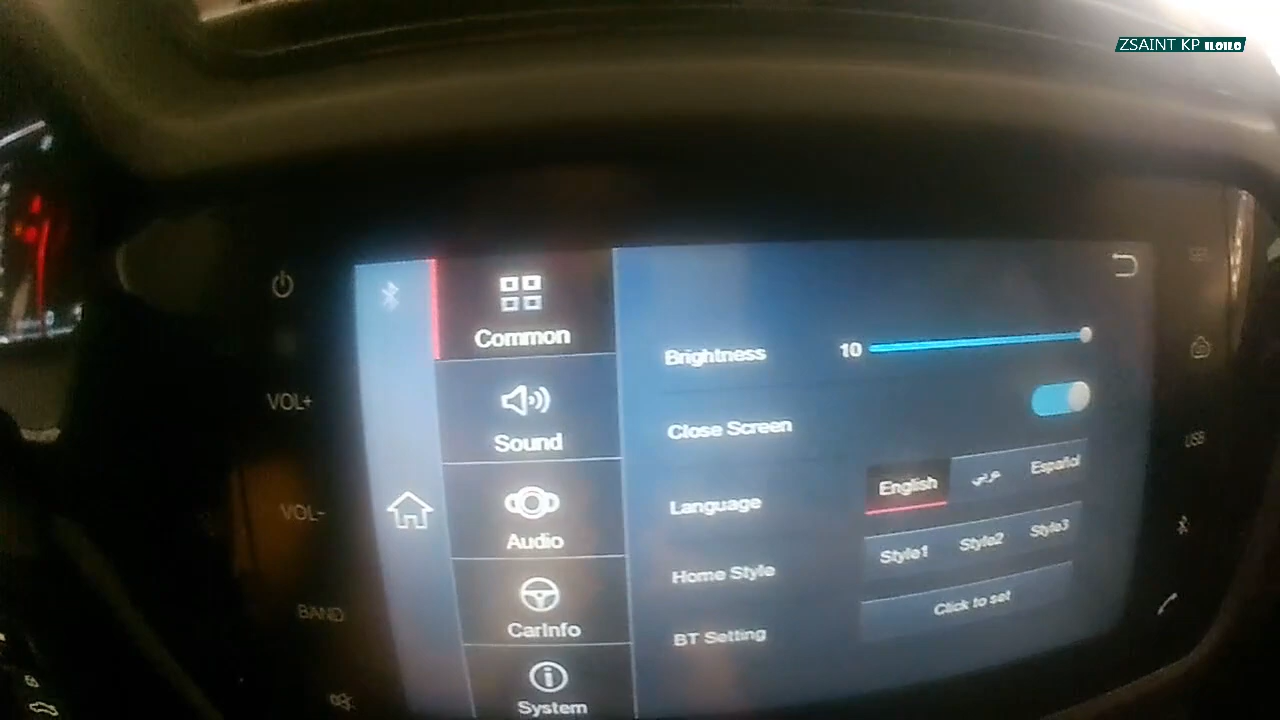 ZSAINT KP ILOILO
Common
Sound
Audio
CarInfo
System
Brightness
10
Close Screen
Language
English
Español
Home Style
Style1
Style2
Style3
BT Setting
Click to set
VOL+
VOL-
BAND
USB